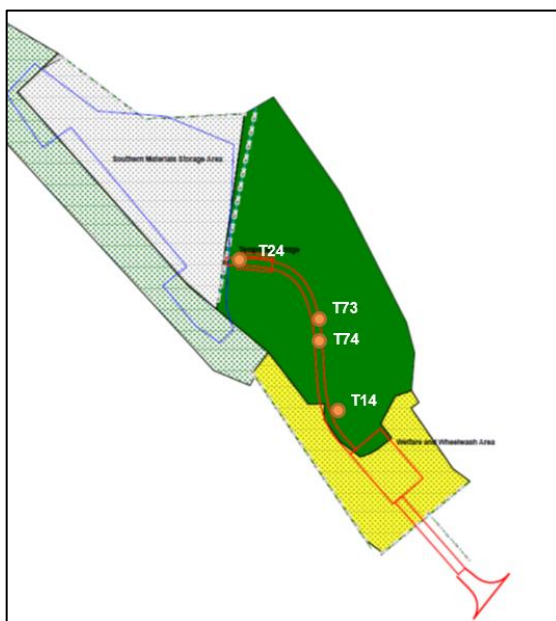 Southern Materials Storage Area
T24
T73
T74
T14
Welfare and Wheelwash Area